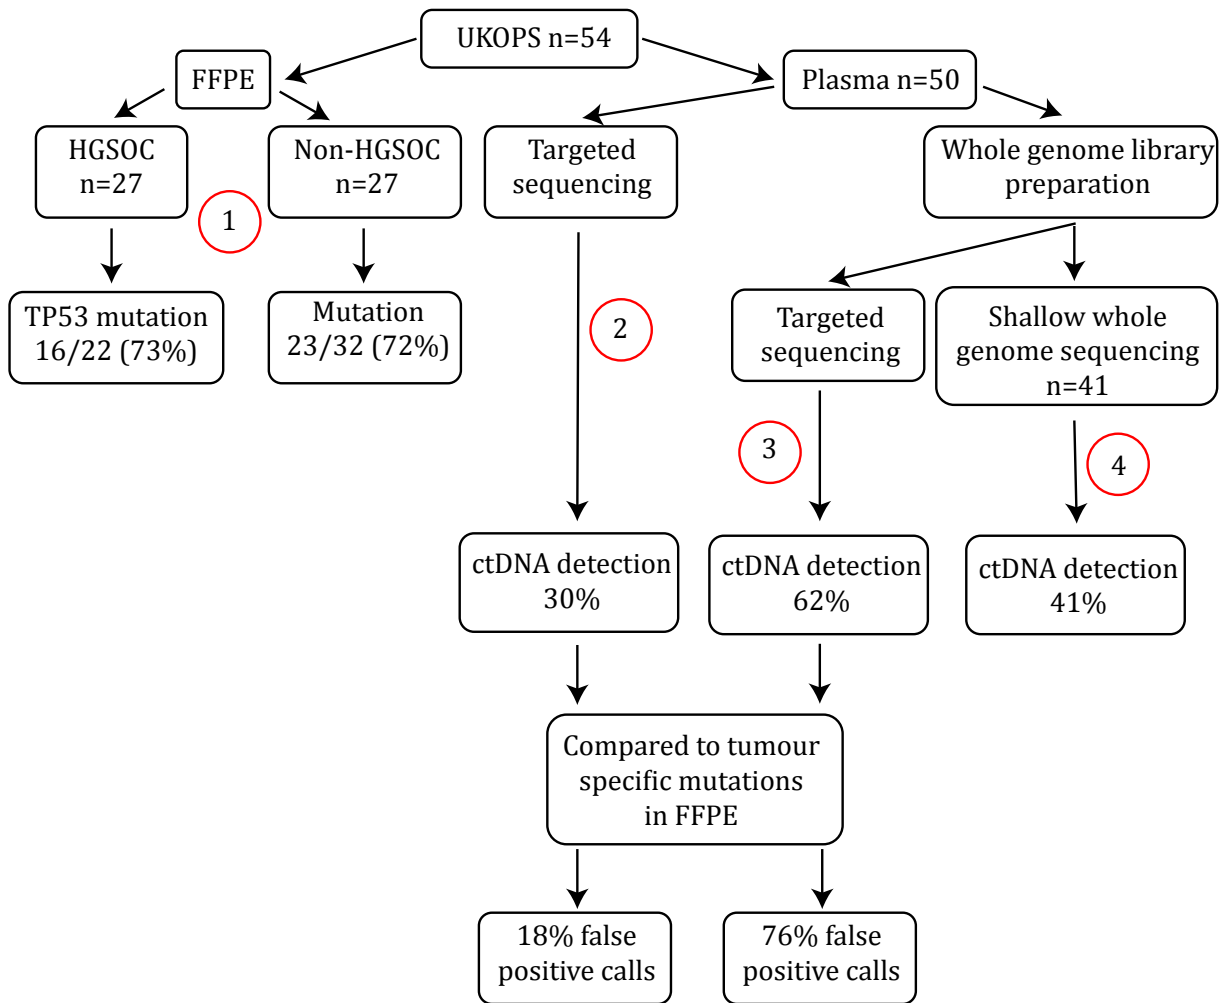 UKOPS n=54
FFPE
Plasma n=50
HGSOC
n=27
Non-HGSOC
n=27
Targeted
sequencing
Whole genome library
preparation
1
TP53 mutation
16/22 (73%)
Mutation
23/32 (72%)
2
Targeted
sequencing
Shallow whole
genome sequencing
n=41
3
4
ctDNA detection
30%
ctDNA detection
62%
ctDNA detection
41%
Compared to tumour
specific mutations
in FFPE
18% false
positive calls
76% false
positive calls